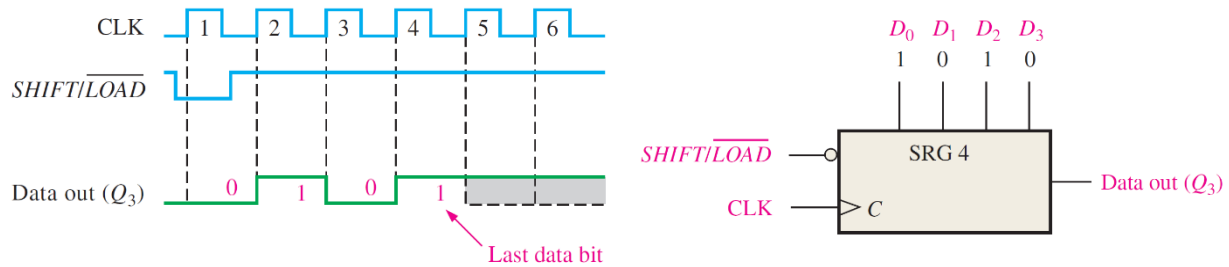 CLK 1 2 3 4 5 6
SHIFT/LOAD
Data out (Q3) 0 1 0 1
Last data bit
D0 D1 D2 D3
1 0 1 0
SHIFT/LOAD SRG 4
Data out (Q3)
CLK C